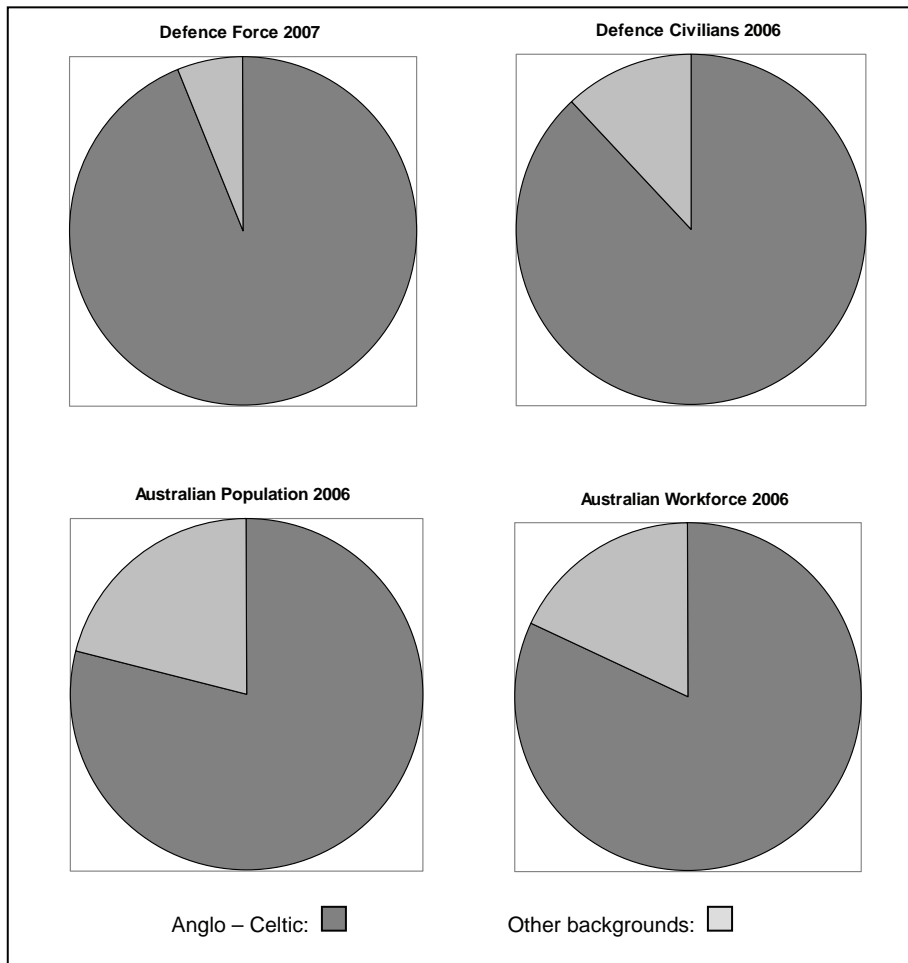 Defence Force 2007
Defence Civilians 2006
Australian Population 2006
Australian Workforce 2006
Anglo – Celtic:
Other backgrounds: